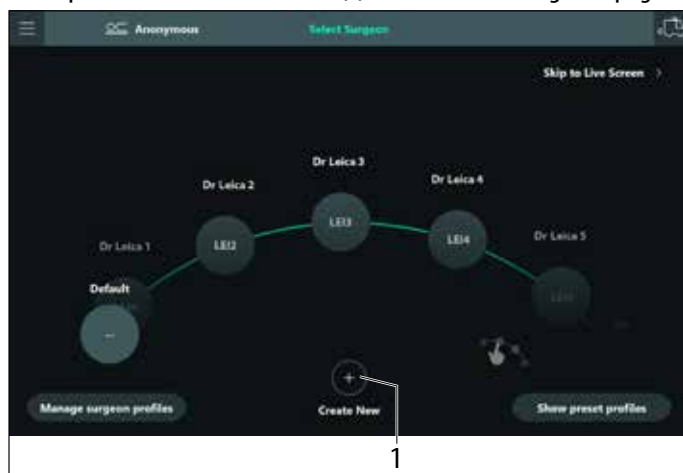 Anonymous
Select Surgeon
Skip to Live Screen
Dr Leica 3
Dr Leica 2
Dr Leica 4
LEI3
Dr Leica 1
LEI2
LEI4
Dr Leica 5
Default
--
Manage surgeon profiles
Create New
Show preset profiles
1